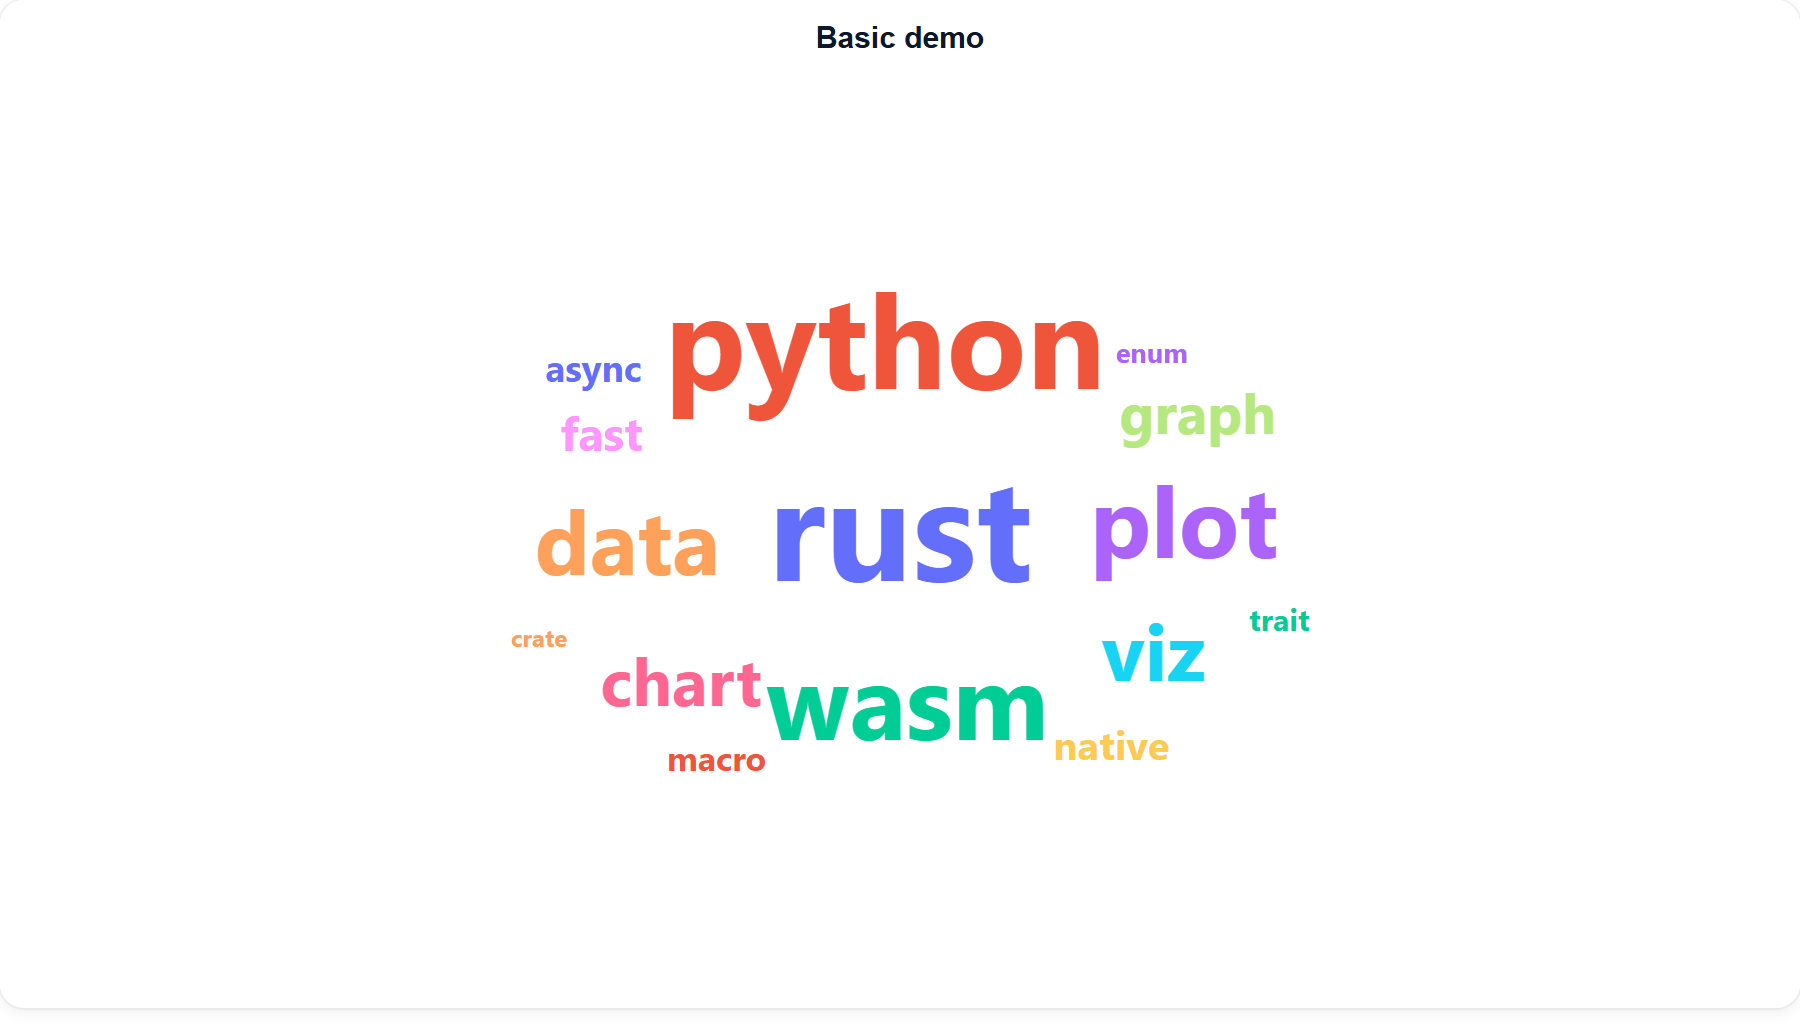 Basic demo
python
enum
async
graph
fast
rust
plot
data
trait
crate
viz
chart
wasm
native
macro